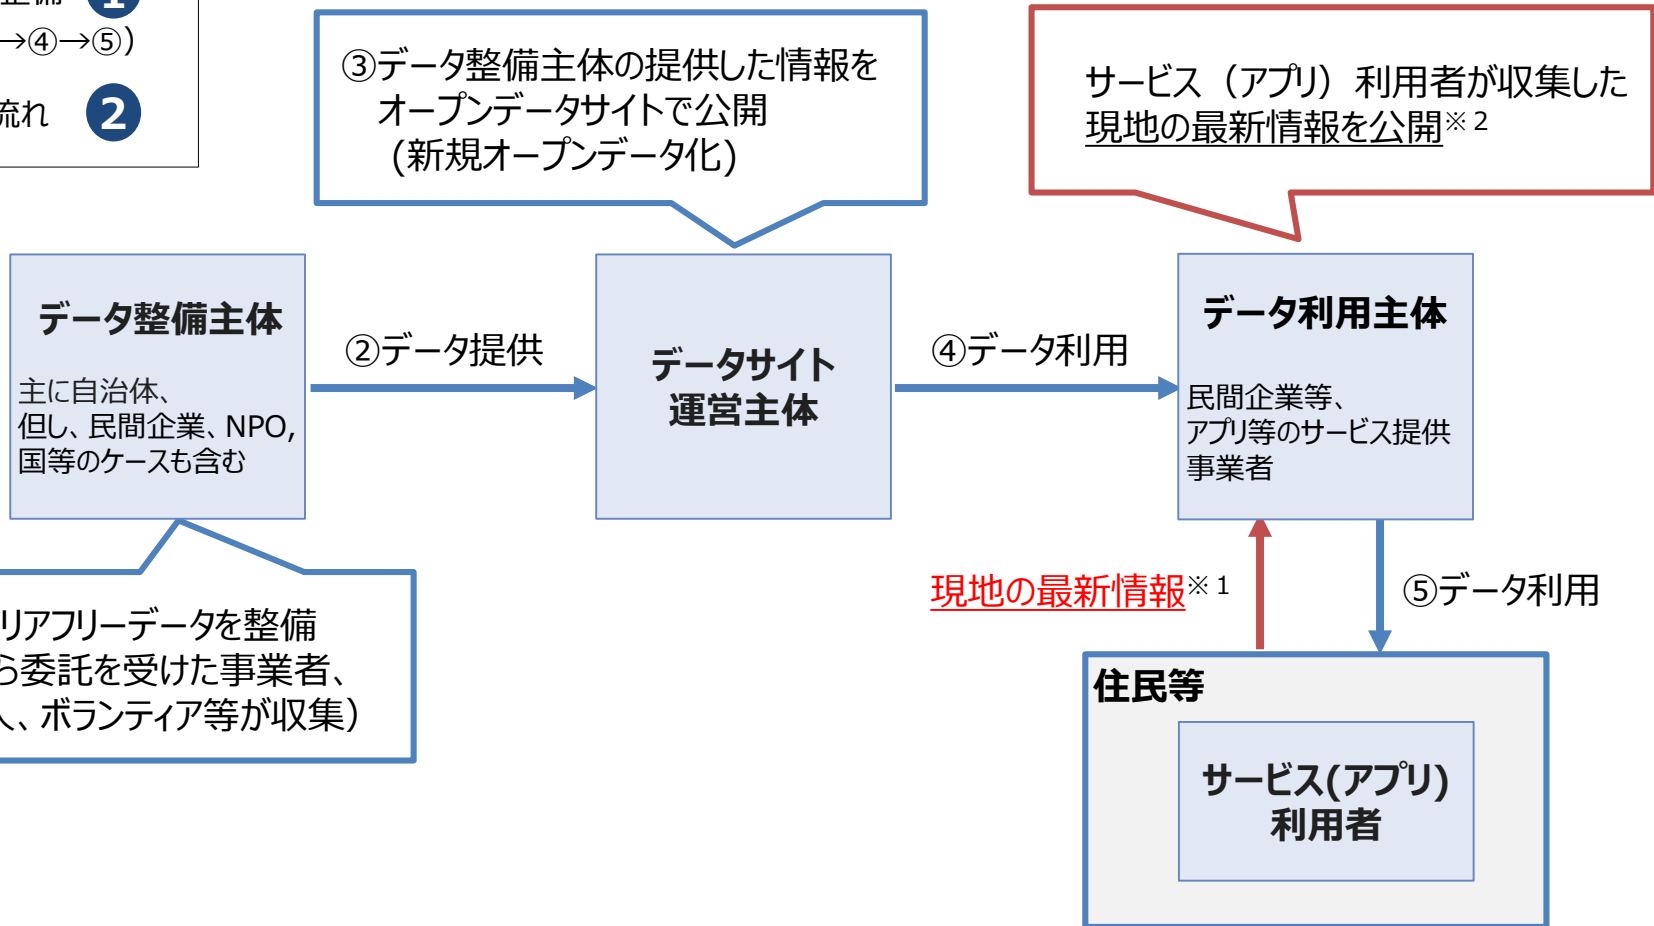 整備 1
→④→⑤）
流れ 2
③データ整備主体の提供した情報を
オープンデータサイトで公開
(新規オープンデータ化)
サービス（アプリ）利用者が収集した
現地の最新情報を公開※２
データ整備主体
主に自治体、
但し、民間企業、NPO,
国等のケースも含む
②データ提供
データサイト
運営主体
④データ利用
データ利用主体
民間企業等、
アプリ等のサービス提供
事業者
リアフリーデータを整備
ら委託を受けた事業者、
人、ボランティア等が収集）
現地の最新情報※１
⑤データ利用
住民等
サービス(アプリ)
利用者